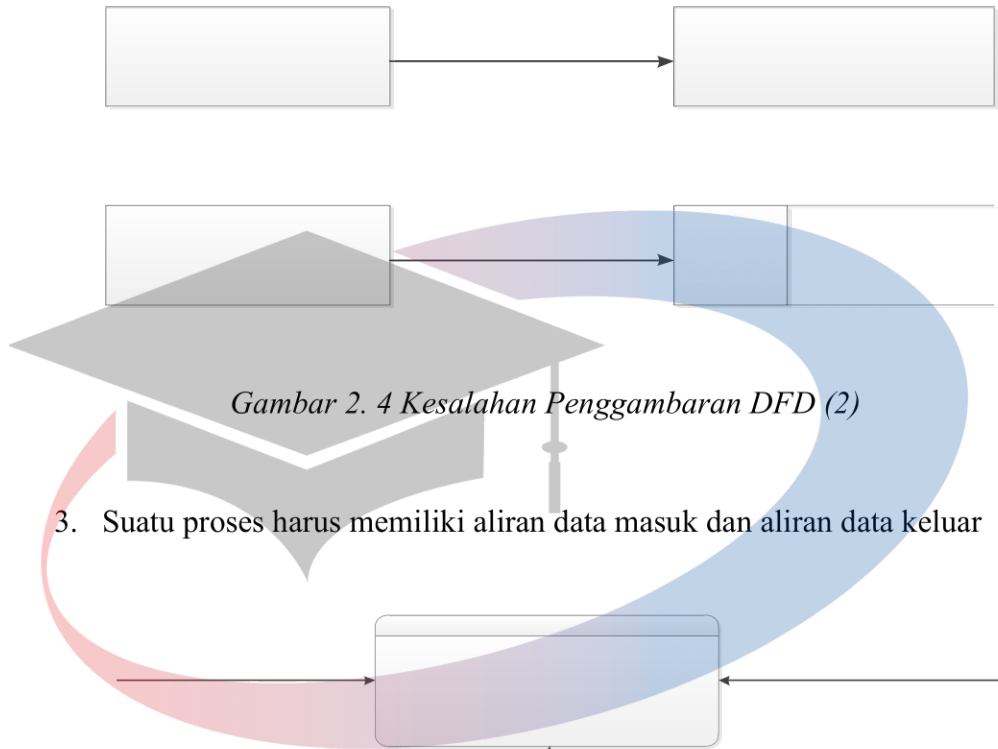 Gambar 2. 4 Kesalahan Penggambaran DFD (2)
3. Suatu proses harus memiliki aliran data masuk dan aliran data keluar